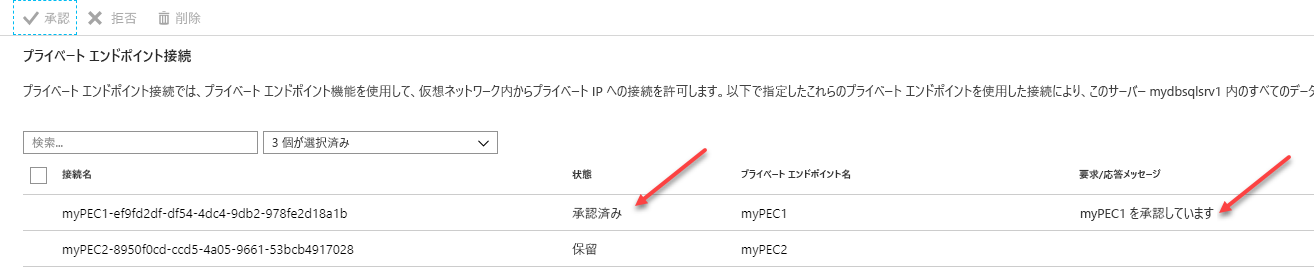 承認 拒否 削除
プライベート エンドポイント接続
プライベート エンドポイント接続では、プライベート エンドポイント機能を使用して、仮想ネットワーク内からプライベート IP への接続を許可します。以下で指定したこれらのプライベート エンドポイントを使用した接続により、このサーバー mydbsqlsrv1 内のすべてのデータ
検索... 3 個が選択済み
接続名 状態 プライベート エンドポイント名 要求/応答メッセージ
myPEC1-ef9fd2df-df54-4dc4-9db2-978fe2d18a1b 承認済み myPEC1 myPEC1 を承認しています
myPEC2-8950f0cd-ccd5-4a05-9661-53bcb4917028 保留 myPEC2